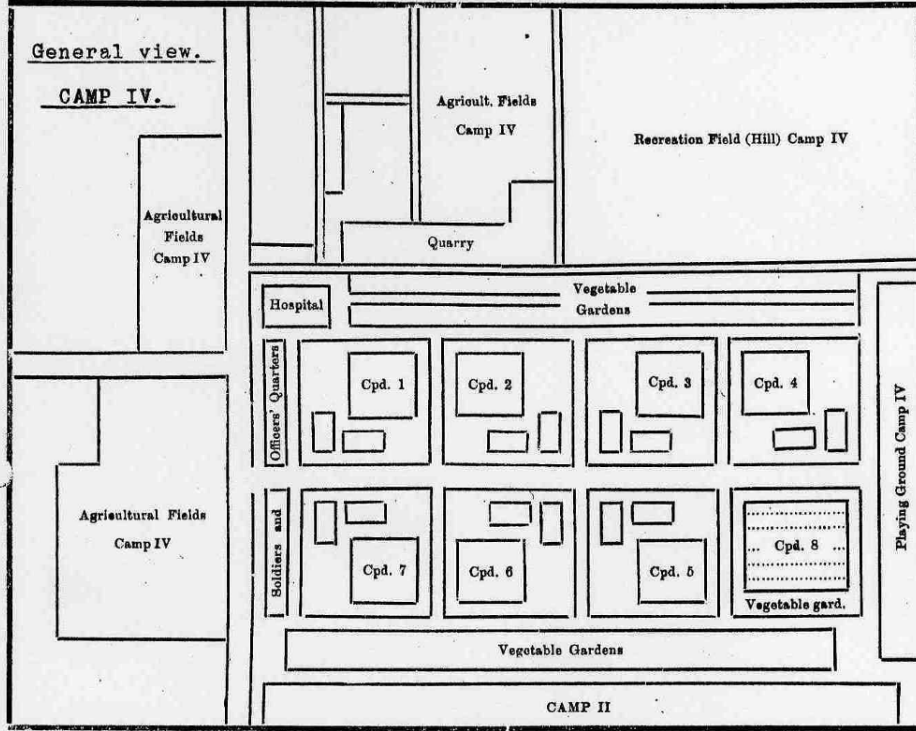 General view.
CAMP IV.
Agricult. Fields
Camp IV
Recreation Field (Hill) Camp IV
Agricultural
Fields
Camp IV
Quarry
Hospital
Vegetable
Gardens
Officers' Quarters
Cpd. 1
Cpd. 2
Cpd. 3
Cpd. 4
Playing Ground Camp IV
Agricultural Fields
Camp IV
Soldiers and
Cpd. 7
Cpd. 6
Cpd. 5
... Cpd. 8 ...
Vegetable gard.
Vegetable Gardens
CAMP II